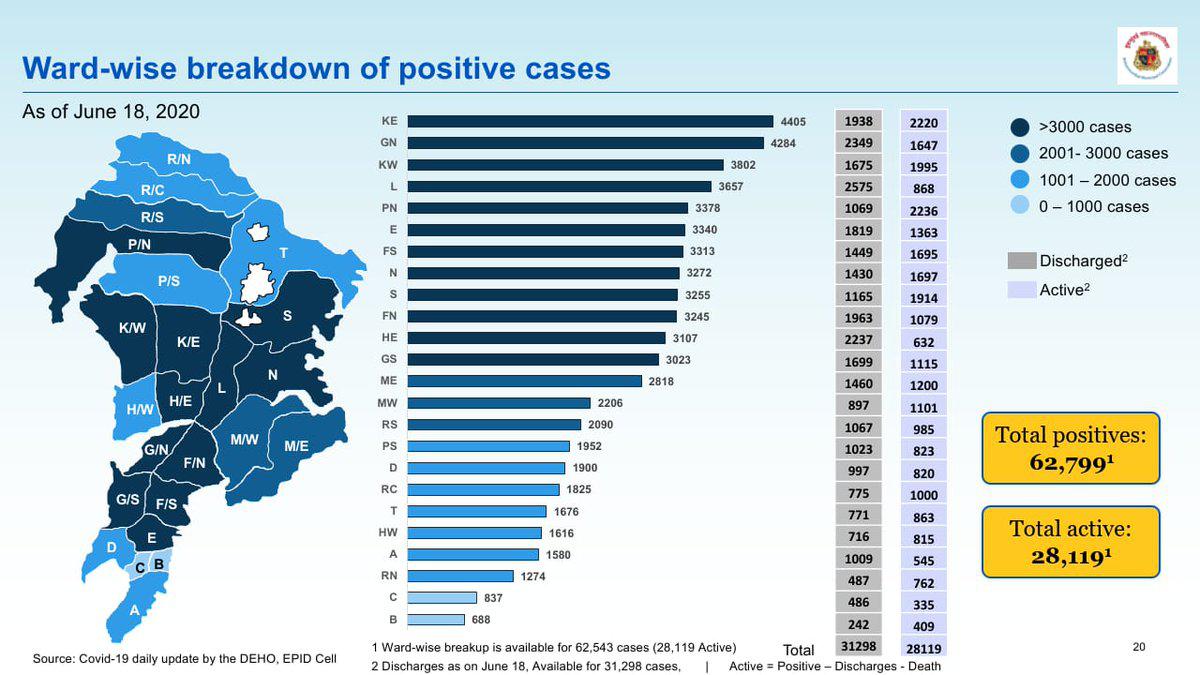 Ward-wise breakdown of positive cases
As of June 18, 2020
R/N
R/C
R/S
P/N
T
P/S
S
K/W
K/E
N
L
H/W
H/E
M/W
M/E
G/N
F/N
G/S
F/S
E
D
C
B
A
KE 4405 1938 2220
GN 4284 2349 1647
KW 3802 1675 1995
L 3657 2575 868
PN 3378 1069 2236
E 3340 1819 1363
FS 3313 1449 1695
N 3272 1430 1697
S 3255 1165 1914
FN 3245 1963 1079
HE 3107 2237 632
GS 3023 1699 1115
ME 2818 1460 1200
MW 2206 897 1101
RS 2090 1067 985
PS 1952 1023 823
D 1900 997 820
RC 1825 775 1000
T 1676 771 863
HW 1616 716 815
A 1580 1009 545
RN 1274 487 762
C 837 486 335
B 688 242 409
Total 31298 28119
>3000 cases
2001- 3000 cases
1001 – 2000 cases
0 – 1000 cases
Discharged²
Active²
Total positives:
62,799¹
Total active:
28,119¹
1 Ward-wise breakup is available for 62,543 cases (28,119 Active)
2 Discharges as on June 18, Available for 31,298 cases, | Active = Positive – Discharges - Death
Source: Covid-19 daily update by the DEHO, EPID Cell
20